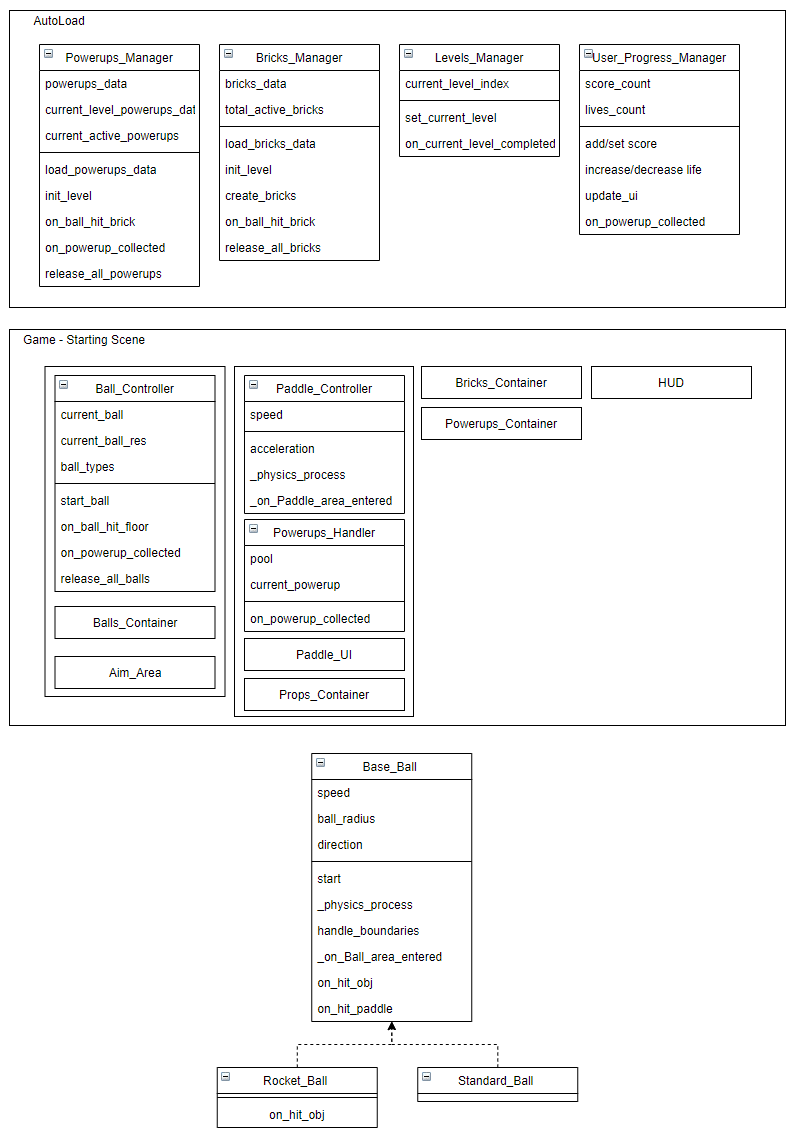 AutoLoad
Powerups_Manager
powerups_data
current_level_powerups_dat
current_active_powerups
load_powerups_data
init_level
on_ball_hit_brick
on_powerup_collected
release_all_powerups
Bricks_Manager
bricks_data
total_active_bricks
load_bricks_data
init_level
create_bricks
on_ball_hit_brick
release_all_bricks
Levels_Manager
current_level_index
set_current_level
on_current_level_completed
User_Progress_Manager
score_count
lives_count
add/set score
increase/decrease life
update_ui
on_powerup_collected
Game - Starting Scene
Ball_Controller
current_ball
current_ball_res
ball_types
start_ball
on_ball_hit_floor
on_powerup_collected
release_all_balls
Balls_Container
Aim_Area
Paddle_Controller
speed
acceleration
_physics_process
_on_Paddle_area_entered
Powerups_Handler
pool
current_powerup
on_powerup_collected
Paddle_UI
Props_Container
Bricks_Container
Powerups_Container
HUD
Base_Ball
speed
ball_radius
direction
start
_physics_process
handle_boundaries
_on_Ball_area_entered
on_hit_obj
on_hit_paddle
Rocket_Ball
on_hit_obj
Standard_Ball